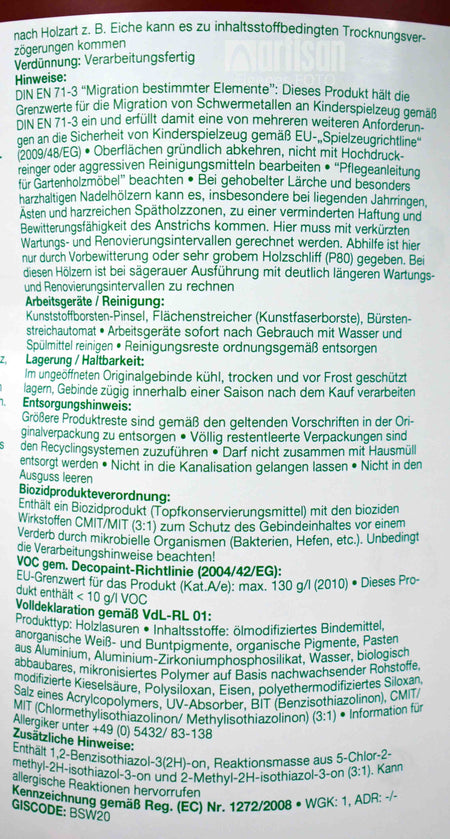 nach Holzart z. B. Eiche kann es zu inhaltsstoffbedingten Trocknungsver-
zögerungen kommen
Verdünnung: Verarbeitungsfertig
Hinweise:
DIN EN 71-3 “Migration bestimmter Elemente”: Dieses Produkt hält die
Grenzwerte für die Migration von Schwermetallen an Kinderspielzeug gemäß
DIN EN 71-3 ein und erfüllt damit eine von mehreren weiteren Anforderun-
gen an die Sicherheit von Kinderspielzeug gemäß EU-„Spielzeugrichtline“
(2009/48/EG) • Oberflächen gründlich abkehren, nicht mit Hochdruck-
reiniger oder aggressiven Reinigungsmitteln bearbeiten • “Pflegeanleitung
für Gartenholzmöbel” beachten • Bei gehobelter Lärche und besonders
harzhaltigen Nadelhölzern kann es, insbesondere bei liegenden Jahrringen,
Ästen und harzreichen Spätholzzonen, zu einer verminderten Haftung und
Bewitterungsfähigkeit des Anstrichs kommen. Hier muss mit verkürzten
Wartungs- und Renovierungsintervallen gerechnet werden. Abhilfe ist hier
nur durch Vorbewitterung oder sehr grobem Holzschliff (P80) gegeben. Bei
diesen Hölzern ist bei sägerauer Ausführung mit deutlich längeren Wartungs-
und Renovierungsintervallen zu rechnen
Arbeitsgeräte / Reinigung:
Kunststoffborsten-Pinsel, Flächenstreicher (Kunstfaserborste), Bürsten-
streichautomat • Arbeitsgeräte sofort nach Gebrauch mit Wasser und
Spülmittel reinigen • Reinigungsreste ordnungsgemäß entsorgen
Lagerung / Haltbarkeit:
Im ungeöffneten Originalgebinde kühl, trocken und vor Frost geschützt
lagern, Gebinde zügig innerhalb einer Saison nach dem Kauf verarbeiten
Entsorgungshinweis:
Größere Produktreste sind gemäß den geltenden Vorschriften in der Ori-
ginalverpackung zu entsorgen • Völlig restentleerte Verpackungen sind
den Recyclingsystemen zuzuführen • Darf nicht zusammen mit Hausmüll
entsorgt werden • Nicht in die Kanalisation gelangen lassen • Nicht in den
Ausguss leeren
Biozidprodukteverordnung:
Enthält ein Biozidprodukt (Topfkonservierungsmittel) mit den bioziden
Wirkstoffen CMIT/MIT (3:1) zum Schutz des Gebindeinhaltes vor einem
Verderb durch mikrobielle Organismen (Bakterien, Hefen, etc.). Unbedingt
die Verarbeitungshinweise beachten!
VOC gem. Decopaint-Richtlinie (2004/42/EG):
EU-Grenzwert für das Produkt (Kat.A/e): max. 130 g/l (2010) • Dieses Pro-
dukt enthält < 10 g/l VOC
Volldeklaration gemäß VdL-RL 01:
Produkttyp: Holzlasuren • Inhaltsstoffe: ölmodifiziertes Bindemittel,
anorganische Weiß- und Buntpigmente, organische Pigmente, Pasten
aus Aluminium, Aluminium-Zirkoniumphosphosilikat, Wasser, biologisch
abbaubares, mikronisiertes Polymer auf Basis nachwachsender Rohstoffe,
modifizierte Kieselsäure, Polysiloxan, Eisen, polyethermodifiziertes Siloxan,
Salz eines Acrylcopolymers, UV-Absorber, BIT (Benzisothiazolinon), CMIT/
MIT (Chlormethylisothiazolinon/ Methylisothiazolinon) (3:1) • Information für
Allergiker unter +49 (0) 5432/ 83-138
Zusätzliche Hinweise:
Enthält 1,2-Benzisothiazol-3(2H)-on, Reaktionsmasse aus 5-Chlor-2-
methyl-2H-isothiazol-3-on und 2-Methyl-2H-isothiazol-3-on (3:1). Kann
allergische Reaktionen hervorrufen
Kennzeichnung gemäß Reg. (EC) Nr. 1272/2008 • WGK: 1, ADR: -/-
GISCODE: BSW20